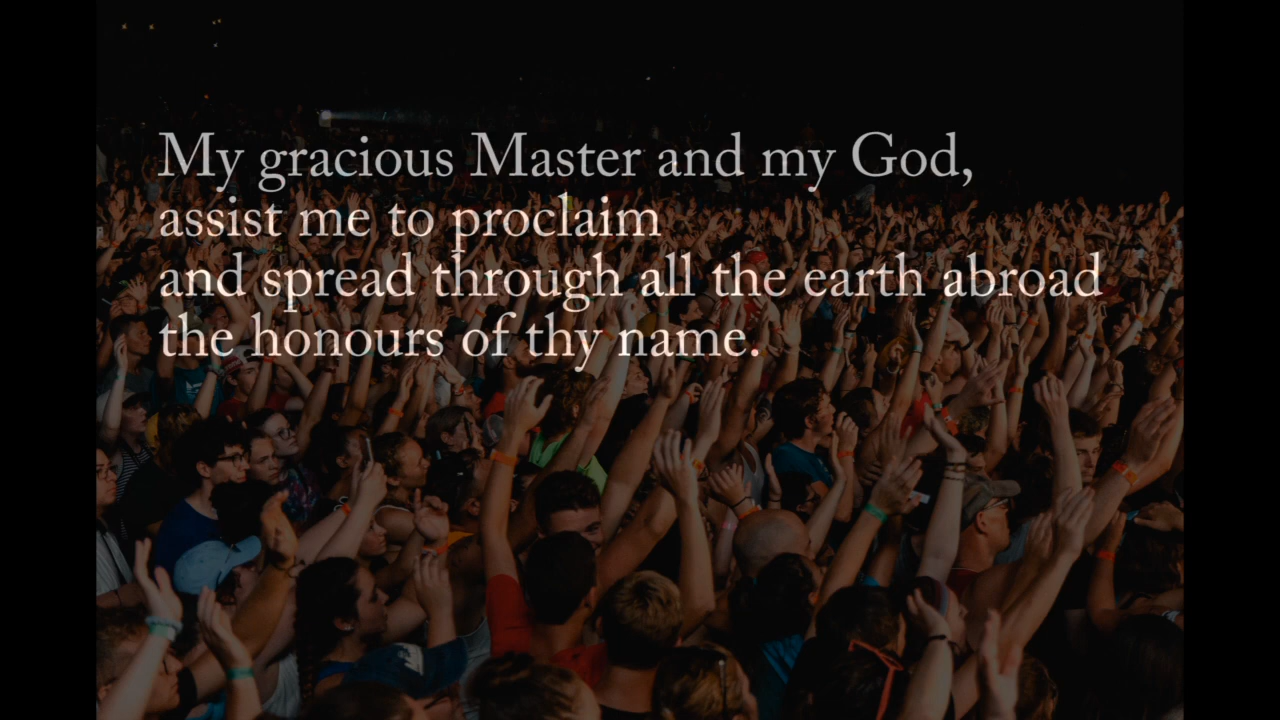 My gracious Master and my God,
assist me to proclaim
and spread through all the earth abroad
the honours of thy name.